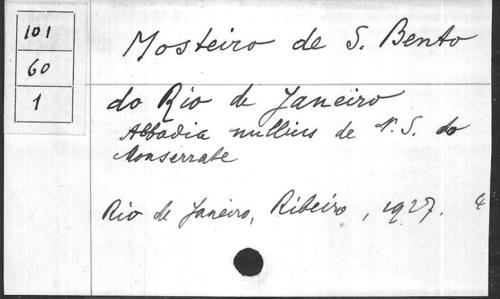 101
60
1
Mosteiro de S. Bento
do Rio de Janeiro
Abbadia nullius de N. S. do
Monserrate
Rio de Janeiro, Ribeiro, 1927. 4